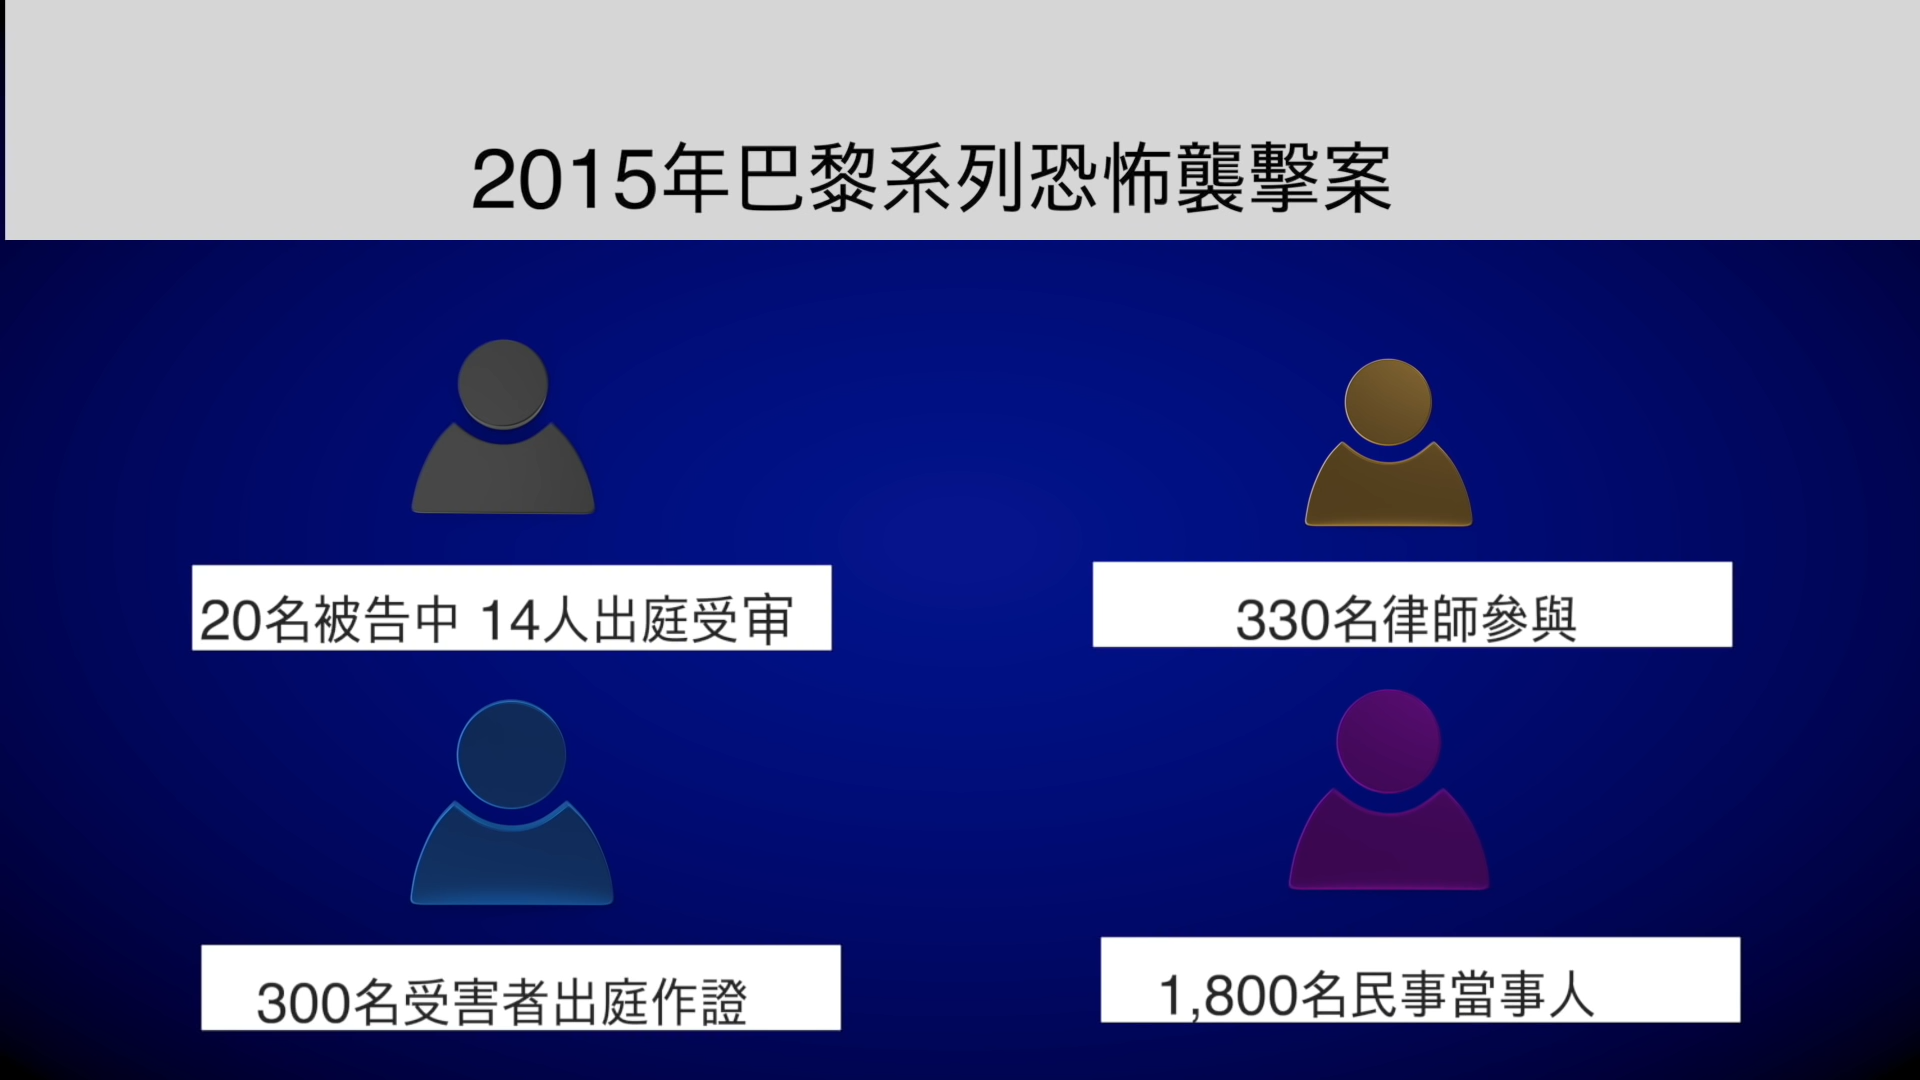 2015年巴黎系列恐怖襲擊案
20名被告中 14人出庭受审
330名律師參與
300名受害者出庭作證
1,800名民事當事人